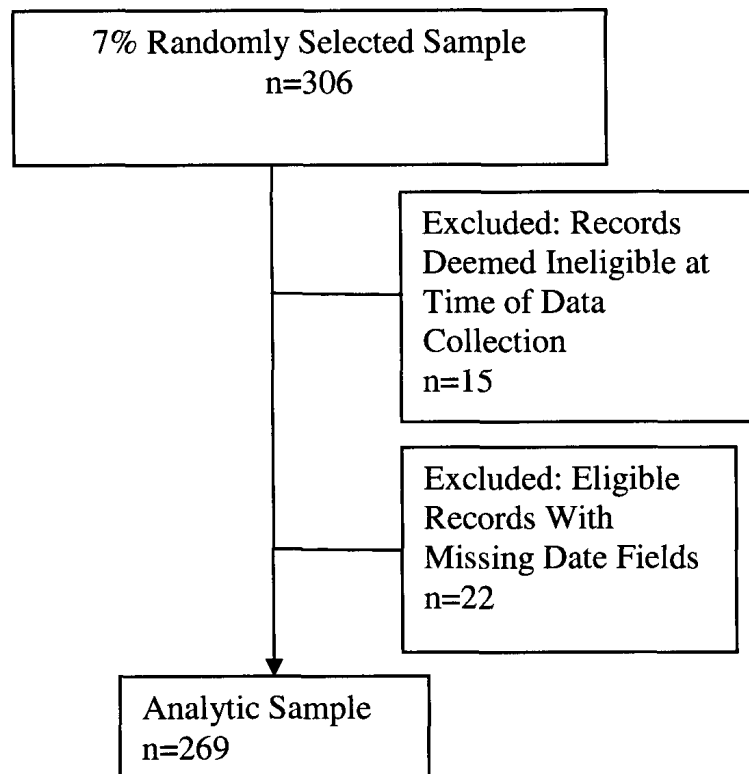 7% Randomly Selected Sample
n=306
Excluded: Records
Deemed Ineligible at
Time of Data
Collection
n=15
Excluded: Eligible
Records With
Missing Date Fields
n=22
Analytic Sample
n=269